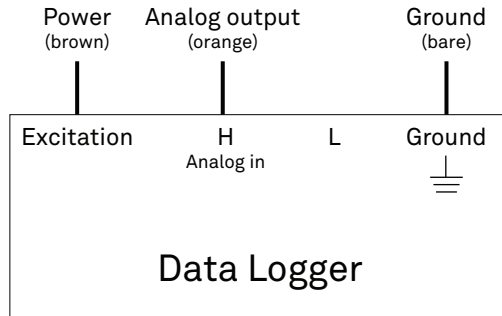 Power Analog output Ground
(brown) (orange) (bare)
Excitation H L Ground
Analog in
Data Logger